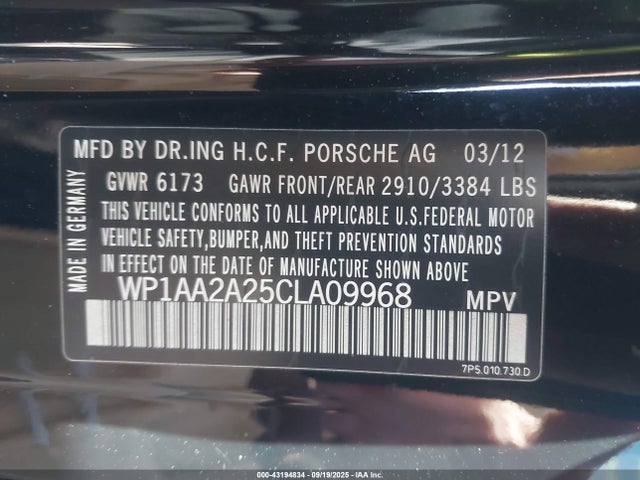 MFD BY DR.ING H.C.F. PORSCHE AG 03/12
GVWR 6173 GAWR FRONT/REAR 2910/3384 LBS
THIS VEHICLE CONFORMS TO ALL APPLICABLE U.S.FEDERAL MOTOR
VEHICLE SAFETY,BUMPER,AND THEFT PREVENTION STANDARDS
IN EFFECT ON THE DATE OF MANUFACTURE SHOWN ABOVE.
WP1AA2A25CLA09968 MPV
7P5.010.730.D
MADE IN GERMANY
000-43194834 - 09/19/2025 - IAA Inc.